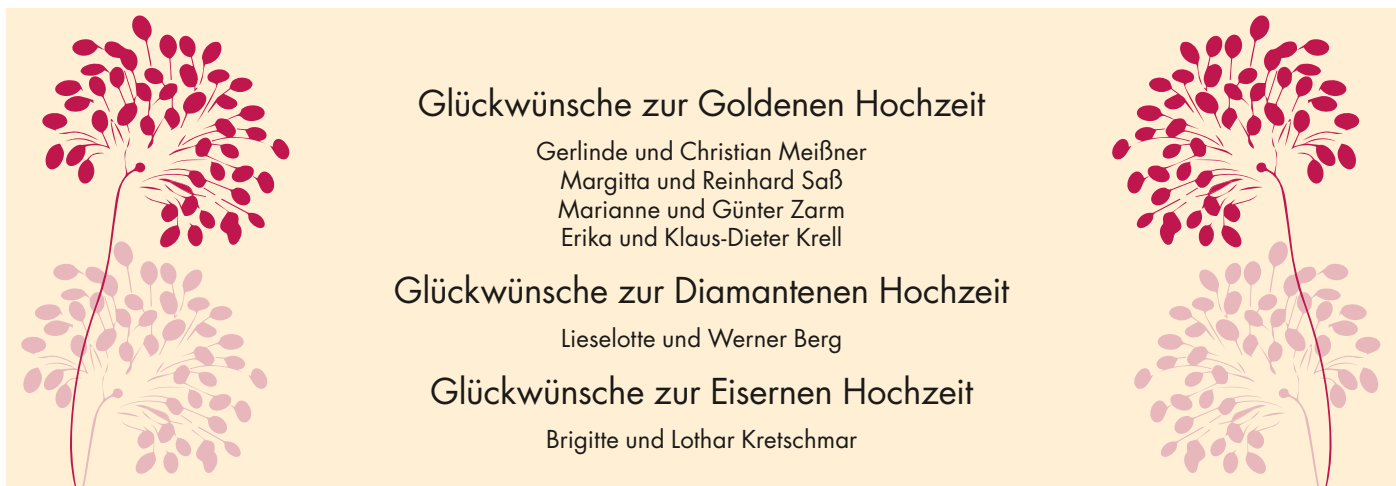 Glückwünsche zur Goldenen Hochzeit
Gerlinde und Christian Meißner
Margitta und Reinhard Saß
Marianne und Günter Zarm
Erika und Klaus-Dieter Krell
Glückwünsche zur Diamantenen Hochzeit
Lieselotte und Werner Berg
Glückwünsche zur Eisernen Hochzeit
Brigitte und Lothar Kretschmar